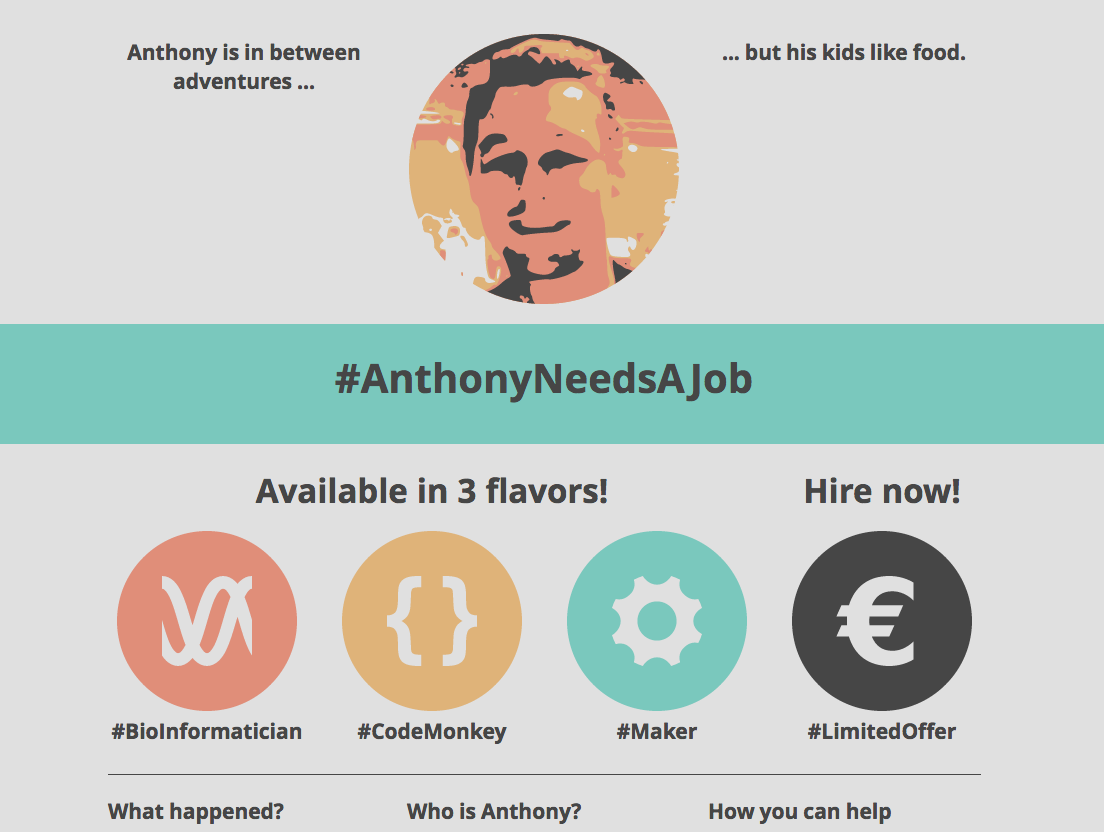 Anthony is in between
adventures ...
... but his kids like food.
#AnthonyNeedsAJob
Available in 3 flavors!
Hire now!
{ }
€
#BioInformatician
#CodeMonkey
#Maker
#LimitedOffer
What happened?
Who is Anthony?
How you can help